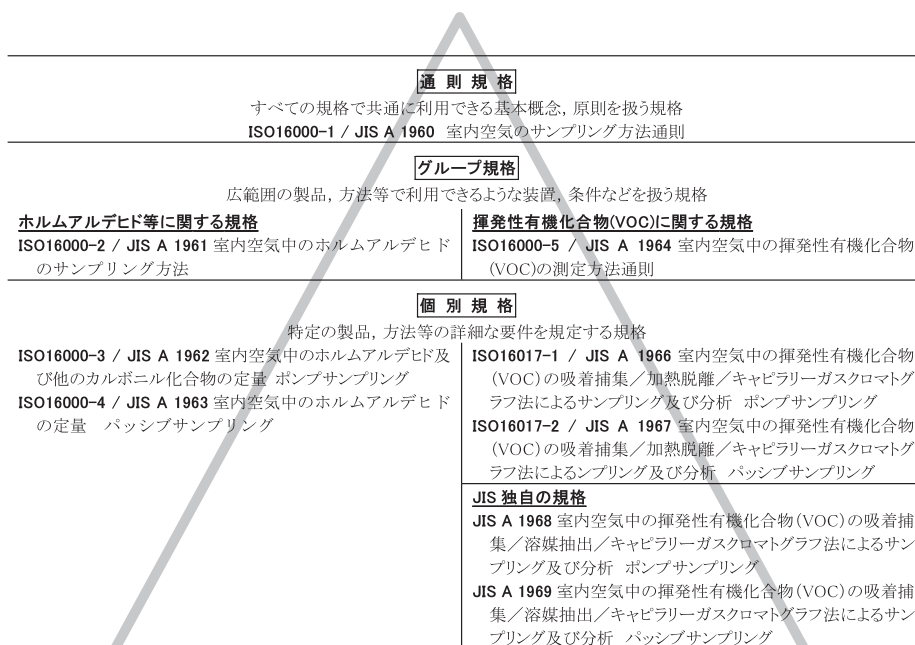 通 則 規 格
すべての規格で共通に利用できる基本概念, 原則を扱う規格
ISO16000-1 / JIS A 1960 室内空気のサンプリング方法通則
グループ規格
広範囲の製品, 方法等で利用できるような装置, 条件などを扱う規格
ホルムアルデヒド等に関する規格
ISO16000-2 / JIS A 1961 室内空気中のホルムアルデヒド
のサンプリング方法
揮発性有機化合物(VOC)に関する規格
ISO16000-5 / JIS A 1964 室内空気中の揮発性有機化合物
(VOC)の測定方法通則
個 別 規 格
特定の製品, 方法等の詳細な要件を規定する規格
ISO16000-3 / JIS A 1962 室内空気中のホルムアルデヒド及
び他のカルボニル化合物の定量 ポンプサンプリング
ISO16000-4 / JIS A 1963 室内空気中のホルムアルデヒド
の定量 パッシブサンプリング
ISO16017-1 / JIS A 1966 室内空気中の揮発性有機化合物
(VOC)の吸着捕集／加熱脱離／キャピラリーガスクロマトグ
ラフ法によるサンプリング及び分析 ポンプサンプリング
ISO16017-2 / JIS A 1967 室内空気中の揮発性有機化合物
(VOC)の吸着捕集／加熱脱離／キャピラリーガスクロマトグ
ラフ法によるンプリング及び分析 パッシブサンプリング
JIS 独自の規格
JIS A 1968 室内空気中の揮発性有機化合物(VOC)の吸着捕
集／溶媒抽出／キャピラリーガスクロマトグラフ法によるサン
プリング及び分析 ポンプサンプリング
JIS A 1969 室内空気中の揮発性有機化合物(VOC)の吸着捕
集／溶媒抽出／キャピラリーガスクロマトグラフ法によるサン
プリング及び分析 パッシブサンプリング